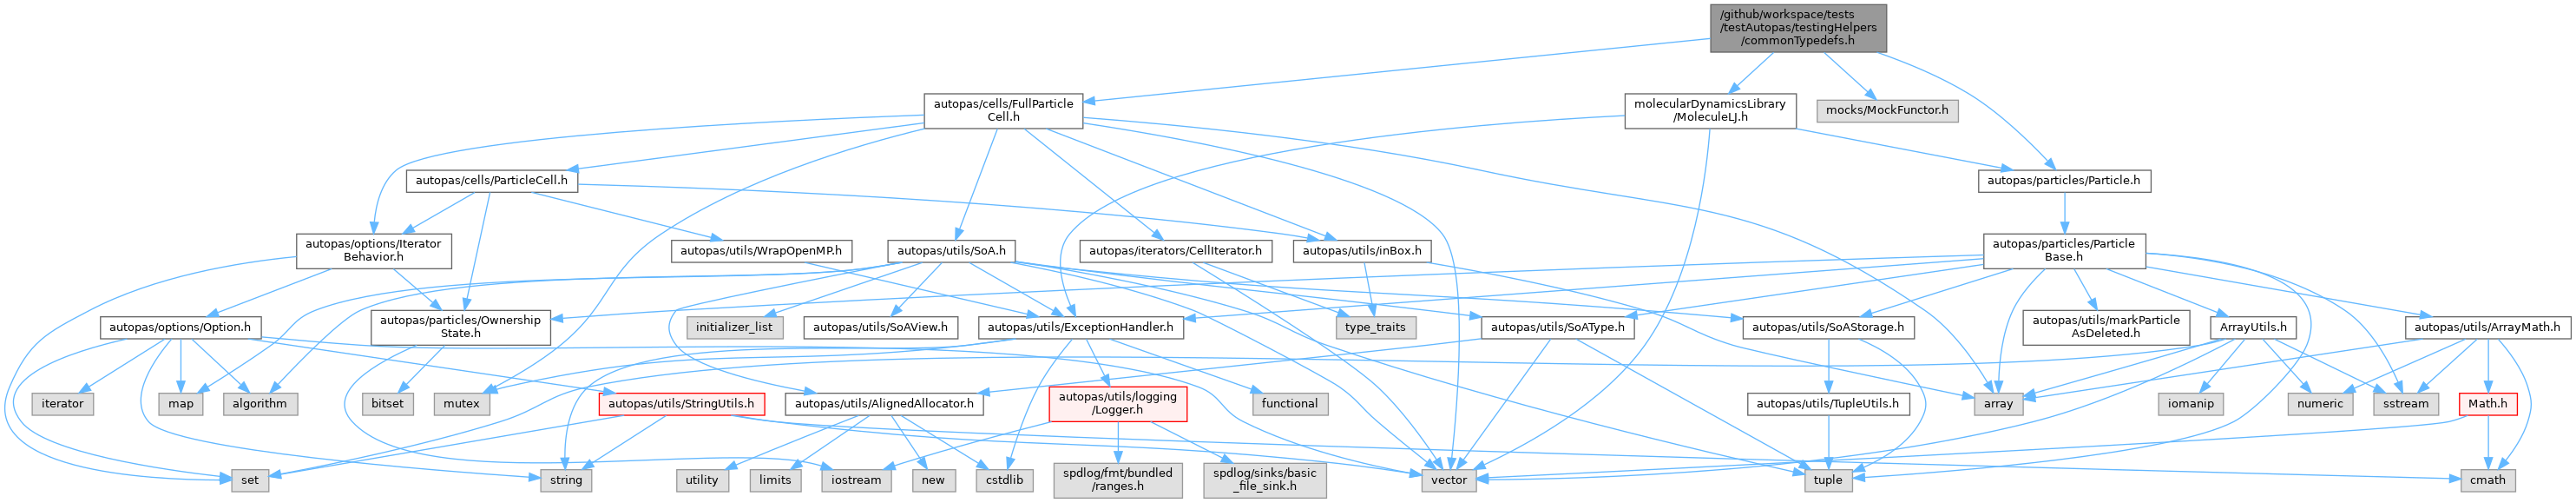 /github/workspace/tests
/testAutopas/testingHelpers
/commonTypedefs.h
autopas/cells/FullParticle
Cell.h
molecularDynamicsLibrary
/MoleculeLJ.h
mocks/MockFunctor.h
autopas/cells/ParticleCell.h
autopas/particles/Particle.h
autopas/options/Iterator
Behavior.h
autopas/utils/WrapOpenMP.h
autopas/utils/SoA.h
autopas/iterators/CellIterator.h
autopas/utils/inBox.h
autopas/particles/Particle
Base.h
autopas/options/Option.h
autopas/particles/Ownership
State.h
initializer_list
autopas/utils/SoAView.h
autopas/utils/ExceptionHandler.h
type_traits
autopas/utils/SoAType.h
autopas/utils/SoAStorage.h
autopas/utils/markParticle
AsDeleted.h
ArrayUtils.h
autopas/utils/ArrayMath.h
iterator
map
algorithm
bitset
mutex
autopas/utils/StringUtils.h
autopas/utils/AlignedAllocator.h
autopas/utils/logging
/Logger.h
functional
autopas/utils/TupleUtils.h
array
iomanip
numeric
sstream
Math.h
set
string
utility
limits
iostream
new
cstdlib
spdlog/fmt/bundled
/ranges.h
spdlog/sinks/basic
_file_sink.h
vector
tuple
cmath